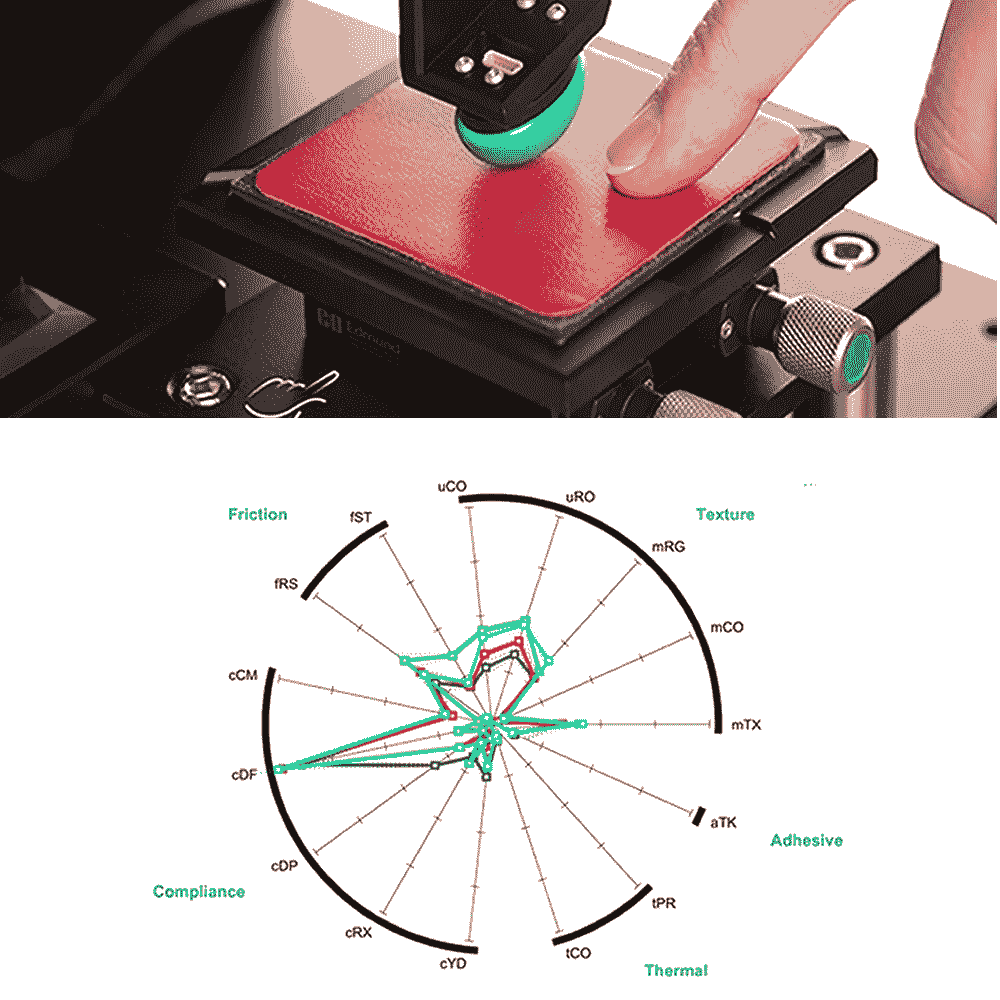 Edmund
uCO
uRO
Friction
fST
Texture
mRG
fRS
mCO
cCM
mTX
cDF
aTK
Adhesive
cDP
Compliance
tPR
cRX
tCO
cYD
Thermal